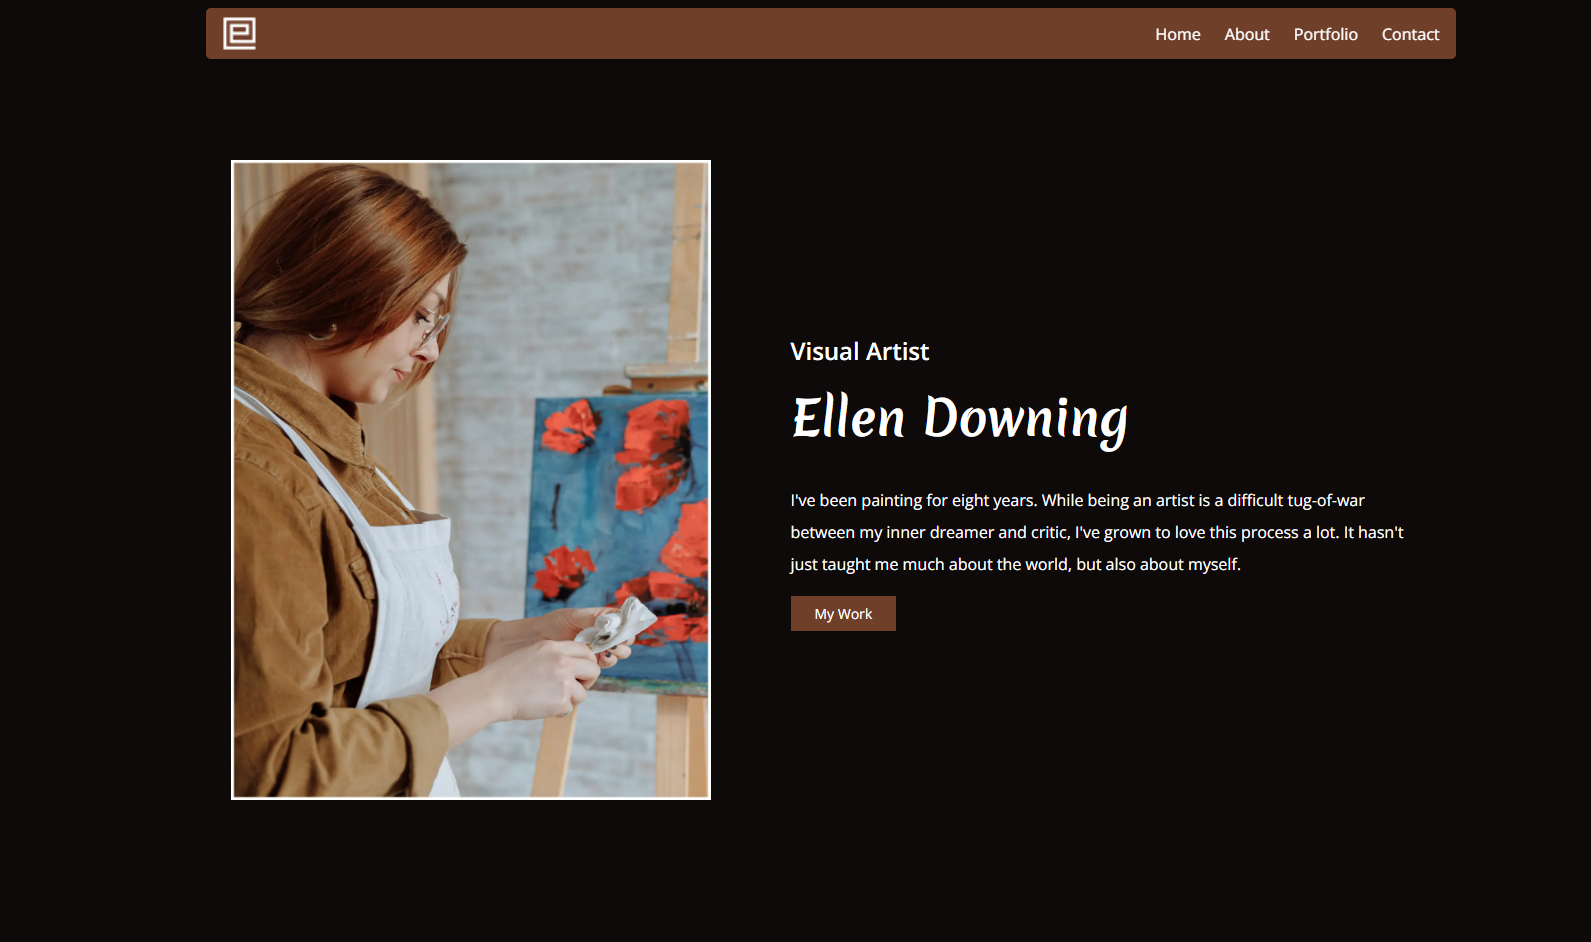 Home About Portfolio Contact
Visual Artist
Ellen Downing
I've been painting for eight years. While being an artist is a difficult tug-of-war
between my inner dreamer and critic, I've grown to love this process a lot. It hasn't
just taught me much about the world, but also about myself.
My Work